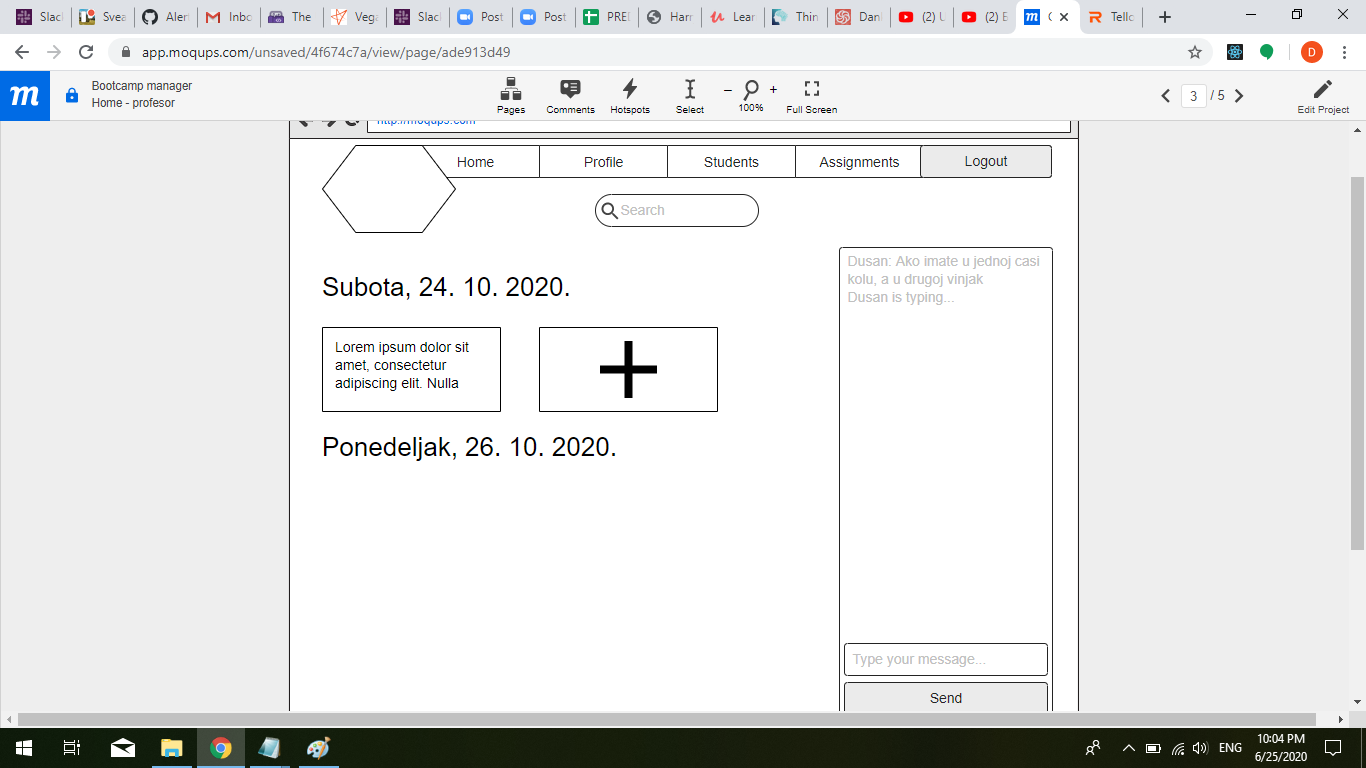 Slac
Svea
Aler
Inbo
The
Vega
Slac
Post
Post
PREI
Harr
Lear
Thin
Danl
(2) U
(2) E
Tellc
app.moqups.com/unsaved/4f674c7a/view/page/ade913d49
D
m
Bootcamp manager
Home - profesor
Pages
Comments
Hotspots
Select
100%
Full Screen
3 / 5
Edit Project
http://moqups.com
Home
Profile
Students
Assignments
Logout
Search
Subota, 24. 10. 2020.
Lorem ipsum dolor sit
amet, consectetur
adipiscing elit. Nulla
Ponedeljak, 26. 10. 2020.
Dusan: Ako imate u jednoj casi
kolu, a u drugoj vinjak
Dusan is typing...
Type your message...
Send
ENG
10:04 PM
6/25/2020